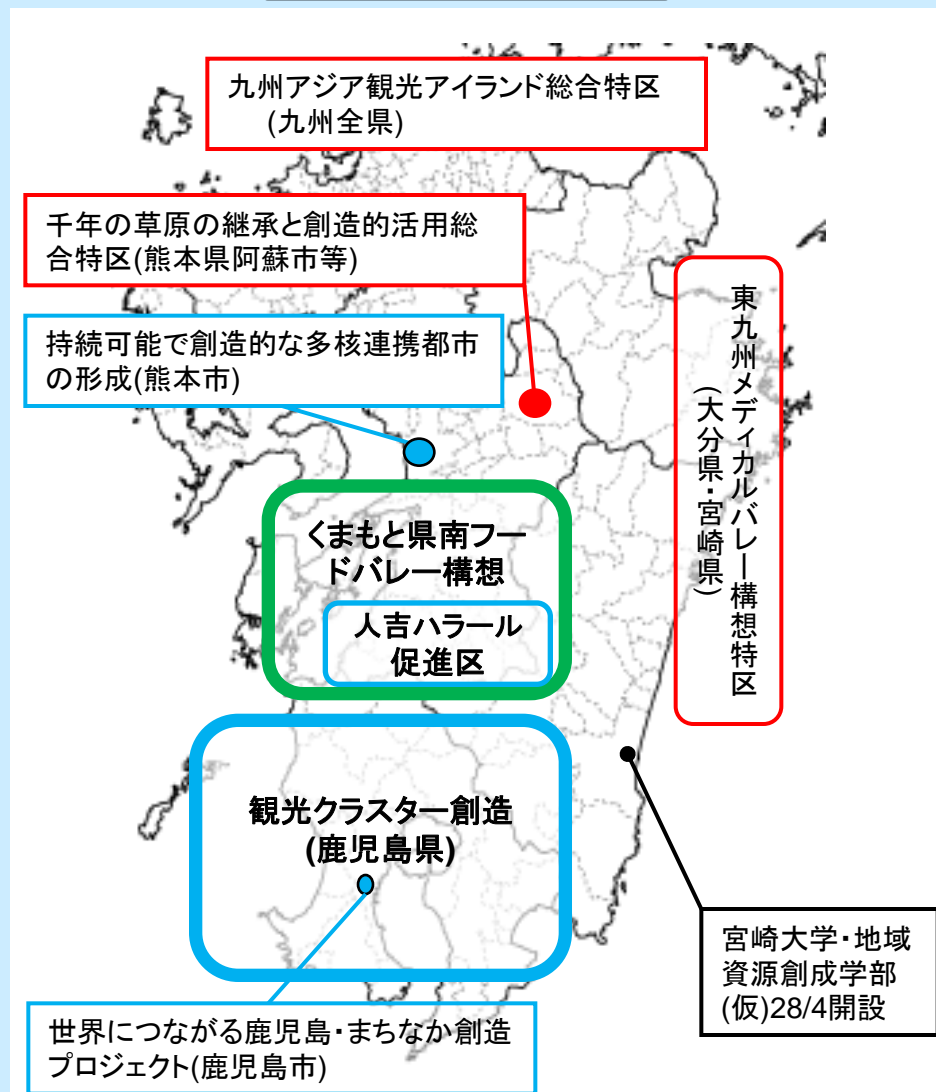 九州アジア観光アイランド総合特区
(九州全県)
千年の草原の継承と創造的活用総
合特区(熊本県阿蘇市等)
持続可能で創造的な多核連携都市
の形成(熊本市)
東九州メディカルバレー構想特区
(大分県・宮崎県)
くまもと県南フー
ドバレー構想
人吉ハラール
促進区
観光クラスター創造
(鹿児島県)
宮崎大学・地域
資源創成学部
(仮)28/4開設
世界につながる鹿児島・まちなか創造
プロジェクト(鹿児島市)